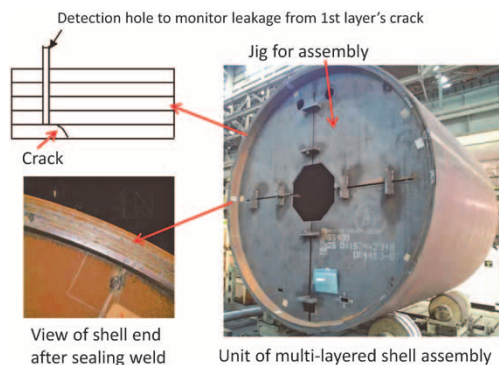 Detection hole to monitor leakage from 1st layer's crack
Jig for assembly
Crack
SS400
View of shell end
after sealing weld
Unit of multi-layered shell assembly